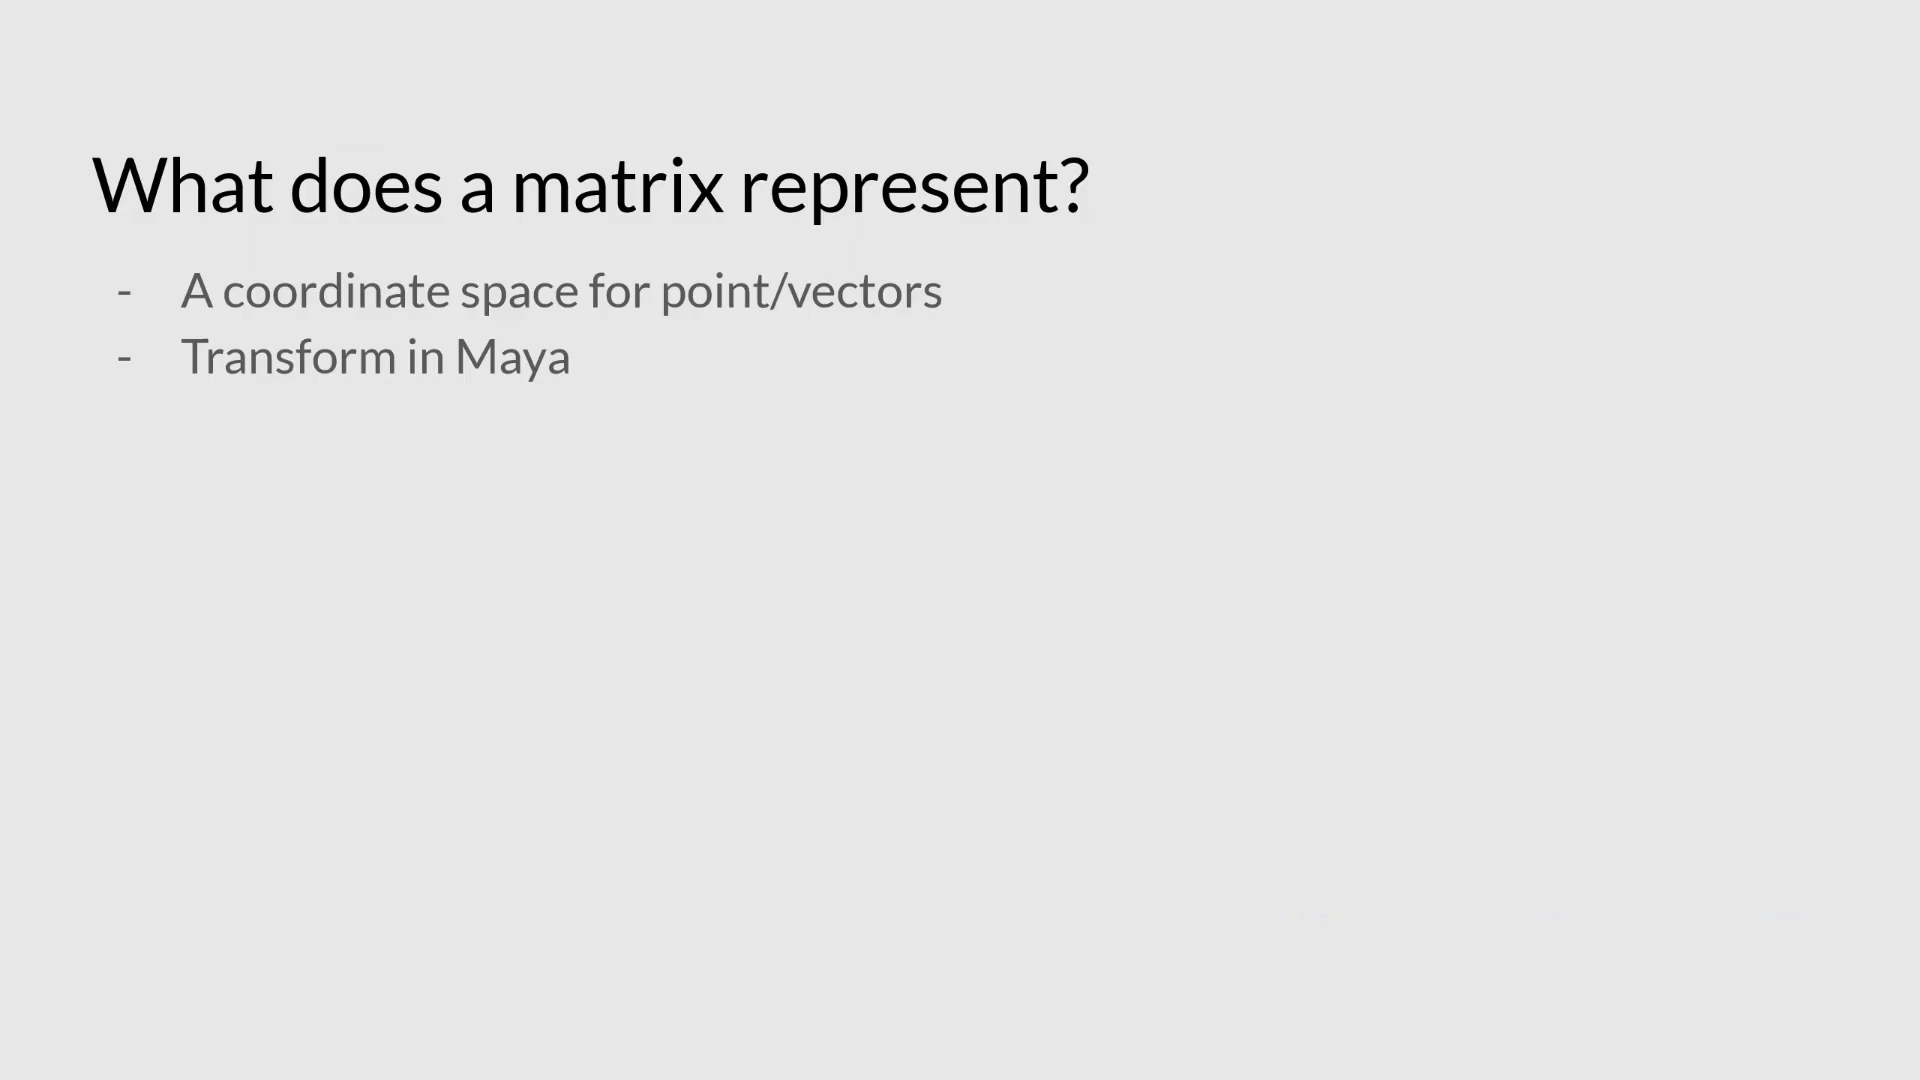 What does a matrix represent?
- A coordinate space for point/vectors
- Transform in Maya